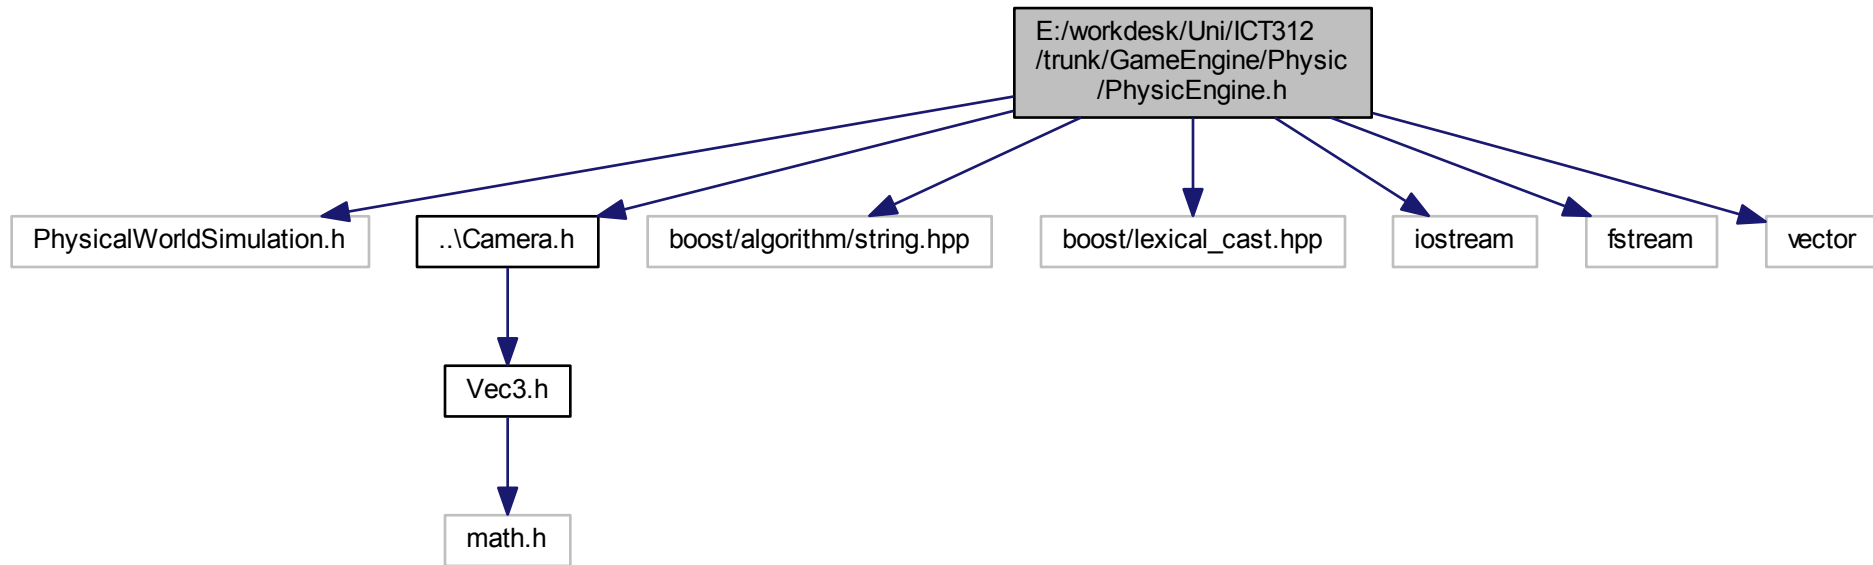 E:/workdesk/Uni/ICT312
/trunk/GameEngine/Physic
/PhysicEngine.h
PhysicalWorldSimulation.h
..\Camera.h
boost/algorithm/string.hpp
boost/lexical_cast.hpp
iostream
fstream
vector
Vec3.h
math.h